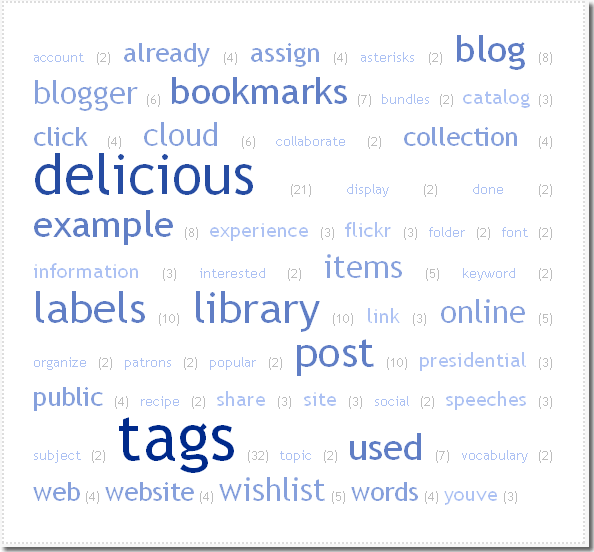 account (2) already (4) assign (4) asterisks (2) blog (8)
blogger (6) bookmarks (7) bundles (2) catalog (3)
click (4) cloud (6) collaborate (2) collection (4)
delicious (21) display (2) done (2)
example (8) experience (3) flickr (3) folder (2) font (2)
information (3) interested (2) items (5) keyword (2)
labels (10) library (10) link (3) online (5)
organize (2) patrons (2) popular (2) post (10) presidential (3)
public (4) recipe (2) share (3) site (3) social (2) speeches (3)
subject (2) tags (32) topic (2) used (7) vocabulary (2)
web (4) website (4) wishlist (5) words (4) youve (3)